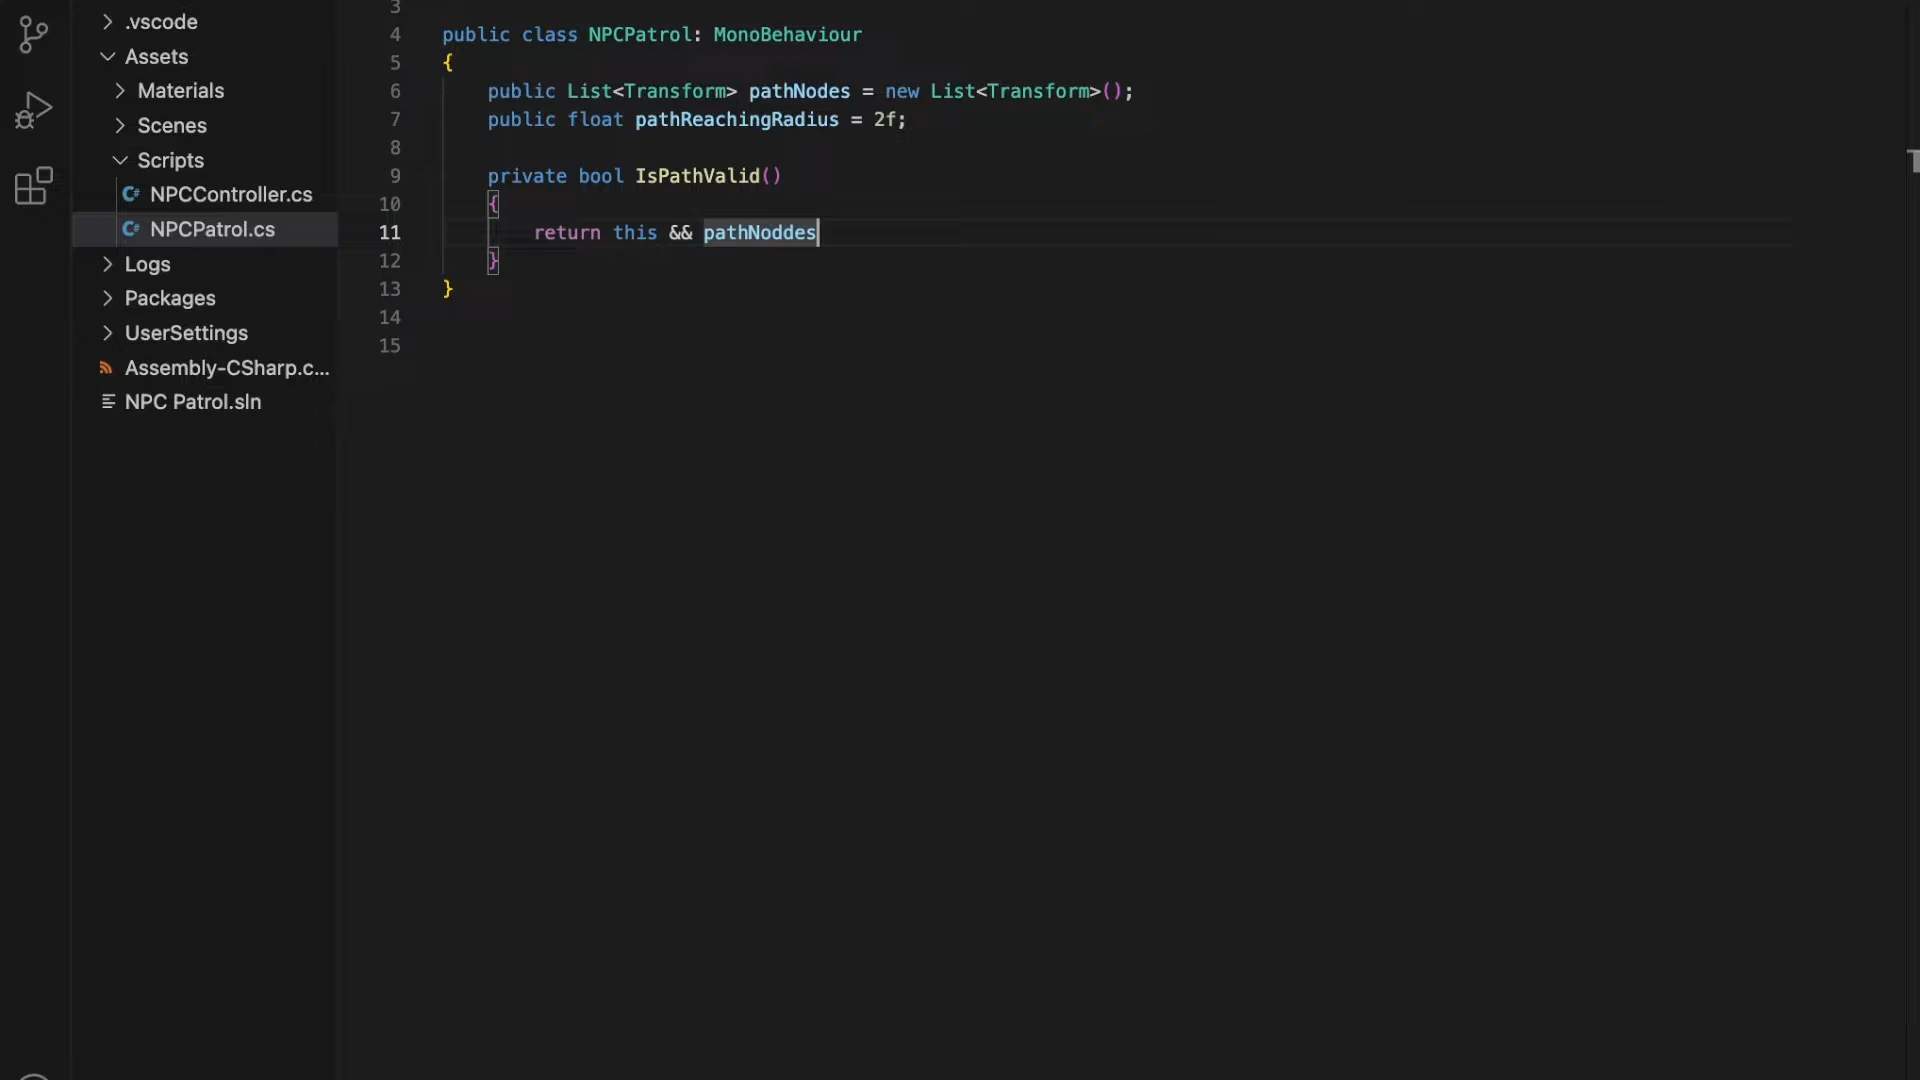 .vscode
Assets
Materials
Scenes
Scripts
C# NPCController.cs
C# NPCPatrol.cs
Logs
Packages
UserSettings
Assembly-CSharp.c...
NPC Patrol.sln
3
4 public class NPCPatrol: MonoBehaviour
5 {
6 public List<Transform> pathNodes = new List<Transform>();
7 public float pathReachingRadius = 2f;
8
9 private bool IsPathValid()
10 {
11 return this && pathNoddes
12 }
13 }
14
15